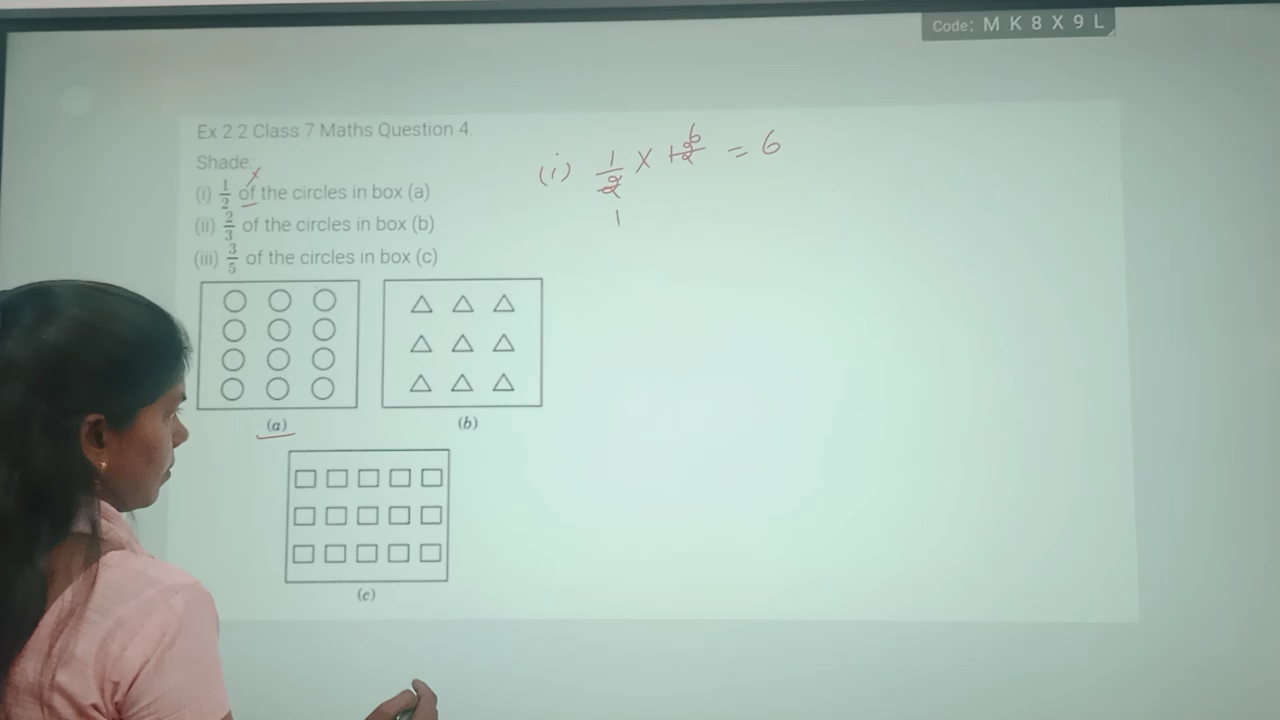 Code: M K 8 X 9 L
Ex 2.2 Class 7 Maths Question 4.
Shade:
(i) 1/2 of the circles in box (a)
x
(ii) 2/3 of the circles in box (b)
(iii) 3/5 of the circles in box (c)
(a)
(b)
(c)
(i) 1/2 x 12 = 6
6
1